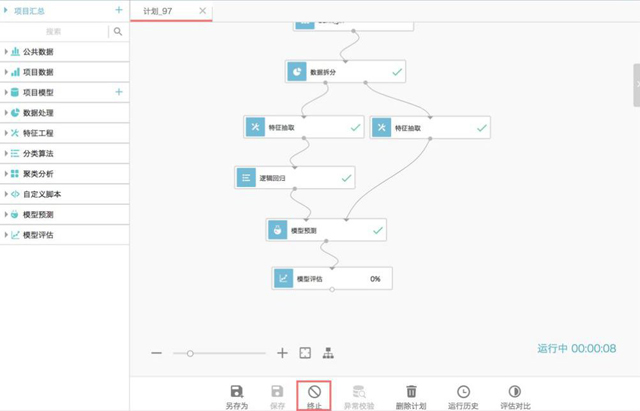 项目汇总
计划_97
搜索
公共数据
项目数据
项目模型
数据处理
特征工程
分类算法
聚类分析
自定义脚本
模型预测
模型评估
数据拆分
特征抽取
特征抽取
逻辑回归
模型预测
模型评估 0%
运行中 00:00:08
另存为
保存
终止
异常校验
删除计划
运行历史
评估对比